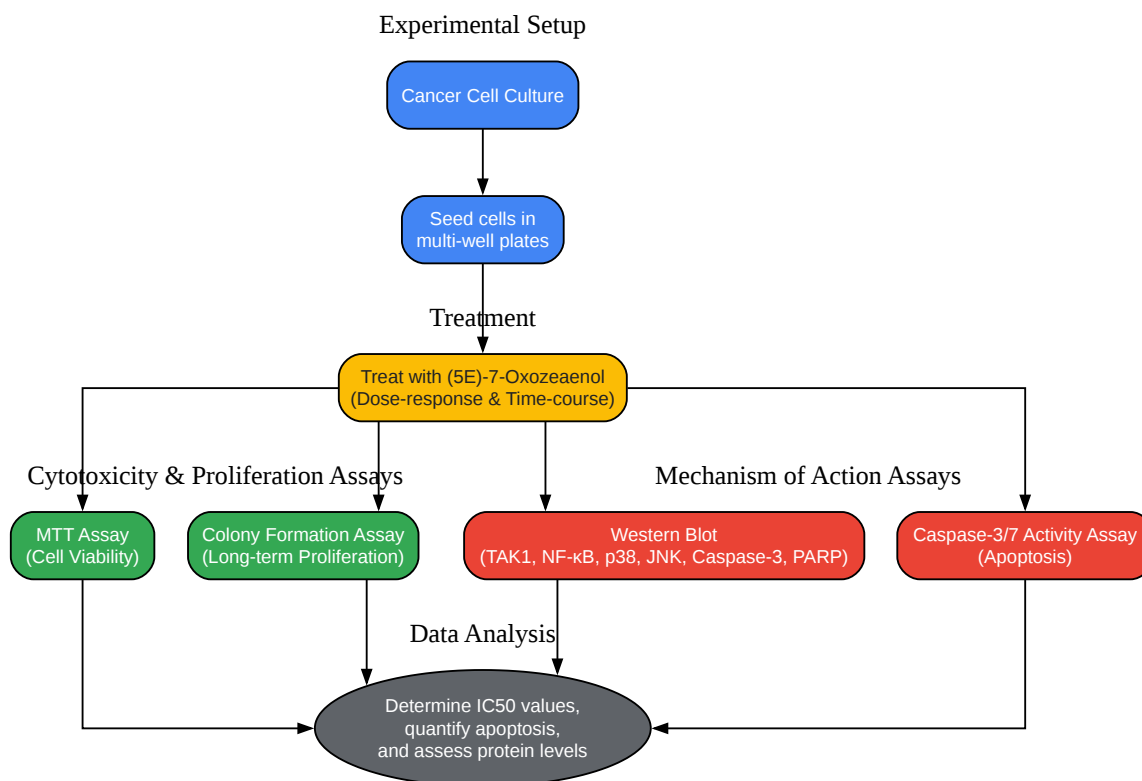 Experimental Setup
Cancer Cell Culture
Seed cells in
multi-well plates
Treatment
Treat with (5E)-7-Oxozeaenol
(Dose-response & Time-course)
Cytotoxicity & Proliferation Assays
Mechanism of Action Assays
MTT Assay
(Cell Viability)
Colony Formation Assay
(Long-term Proliferation)
Western Blot
(TAK1, NF-κB, p38, JNK, Caspase-3, PARP)
Caspase-3/7 Activity Assay
(Apoptosis)
Data Analysis
Determine IC50 values,
quantify apoptosis,
and assess protein levels